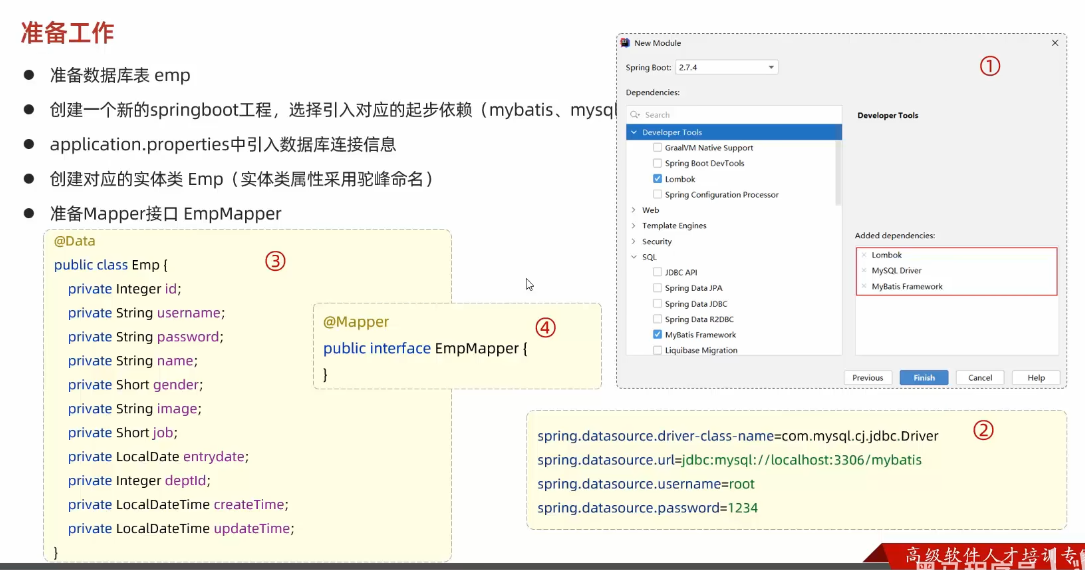 准备工作
准备数据库表 emp
创建一个新的springboot工程，选择引入对应的起步依赖（mybatis、mysql
application.properties中引入数据库连接信息
创建对应的实体类 Emp（实体类属性采用驼峰命名）
准备Mapper接口 EmpMapper
New Module
①
Spring Boot: 2.7.4
Dependencies:
Search
Developer Tools
GraalVM Native Support
Spring Boot DevTools
Lombok
Spring Configuration Processor
Web
Template Engines
Security
SQL
JDBC API
Spring Data JPA
Spring Data JDBC
Spring Data R2DBC
MyBatis Framework
Liquibase Migration
Developer Tools
Added dependencies:
Lombok
MySQL Driver
MyBatis Framework
Previous
Finish
Cancel
Help
③
@Data
public class Emp {
private Integer id;
private String username;
private String password;
private String name;
private Short gender;
private String image;
private Short job;
private LocalDate entrydate;
private Integer deptId;
private LocalDateTime createTime;
private LocalDateTime updateTime;
}
④
@Mapper
public interface EmpMapper {
}
②
spring.datasource.driver-class-name=com.mysql.cj.jdbc.Driver
spring.datasource.url=jdbc:mysql://localhost:3306/mybatis
spring.datasource.username=root
spring.datasource.password=1234
高级软件人才培训专